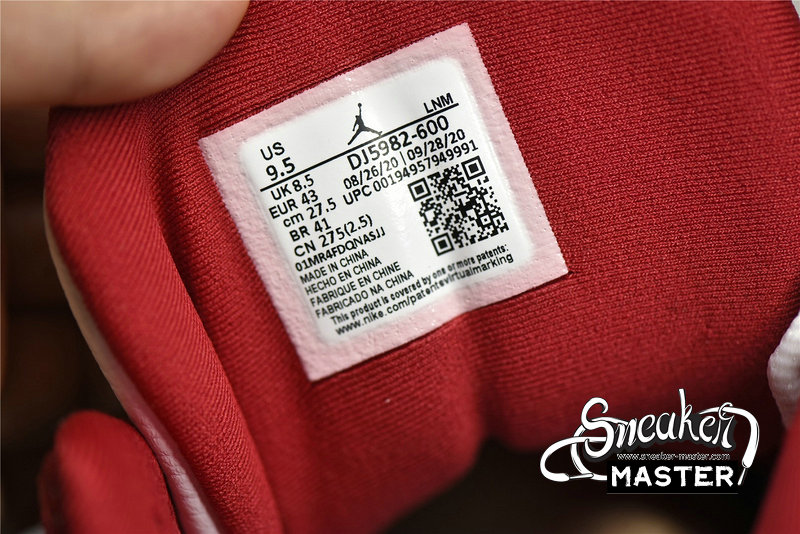 LNM
US
9.5
DJ5982-600
UK 8.5
08/26/20 | 09/28/20
EUR 43
UPC 00194957949991
cm 27.5
BR 41
CN 275(2.5)
01MR4FDQNASJJ
MADE IN CHINA
HECHO EN CHINA
FABRIQUE EN CHINE
FABRICADO NA CHINA
This product is covered by one or more patents:
www.nike.com/patentevirtualmarking
Sneaker
www.sneaker-master.com
MASTER